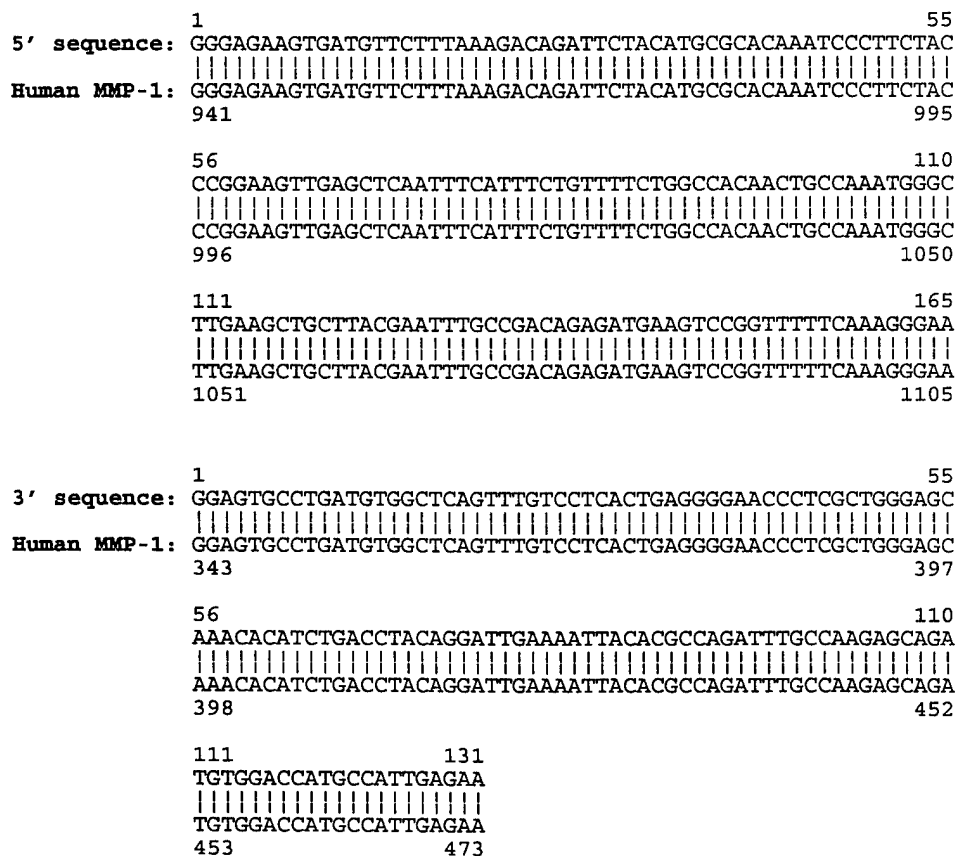 1 55
5' sequence: GGGAGAAGTGATGTTCTTTAAAGACAGATTCTACATGCGCACAAATCCCTTCTAC
Human MMP-1: GGGAGAAGTGATGTTCTTTAAAGACAGATTCTACATGCGCACAAATCCCTTCTAC
941 995
56 110
CCGGAAGTTGAGCTCAATTTCATTTCTGTTTTCTGGCCACAACTGCCAAATGGGC
CCGGAAGTTGAGCTCAATTTCATTTCTGTTTTCTGGCCACAACTGCCAAATGGGC
996 1050
111 165
TTGAAGCTGCTTACGAATTTGCCGACAGAGATGAAGTCCGGTTTTTCAAAGGGAA
TTGAAGCTGCTTACGAATTTGCCGACAGAGATGAAGTCCGGTTTTTCAAAGGGAA
1051 1105
1 55
3' sequence: GGAGTGCCTGATGTGGCTCAGTTTGTCCTCACTGAGGGGAACCCTCGCTGGGAGC
Human MMP-1: GGAGTGCCTGATGTGGCTCAGTTTGTCCTCACTGAGGGGAACCCTCGCTGGGAGC
343 397
56 110
AAACACATCTGACCTACAGGATTGAAAATTACACGCCAGATTTGCCAAGAGCAGA
AAACACATCTGACCTACAGGATTGAAAATTACACGCCAGATTTGCCAAGAGCAGA
398 452
111 131
TGTGGACCATGCCATTGAGAA
TGTGGACCATGCCATTGAGAA
453 473